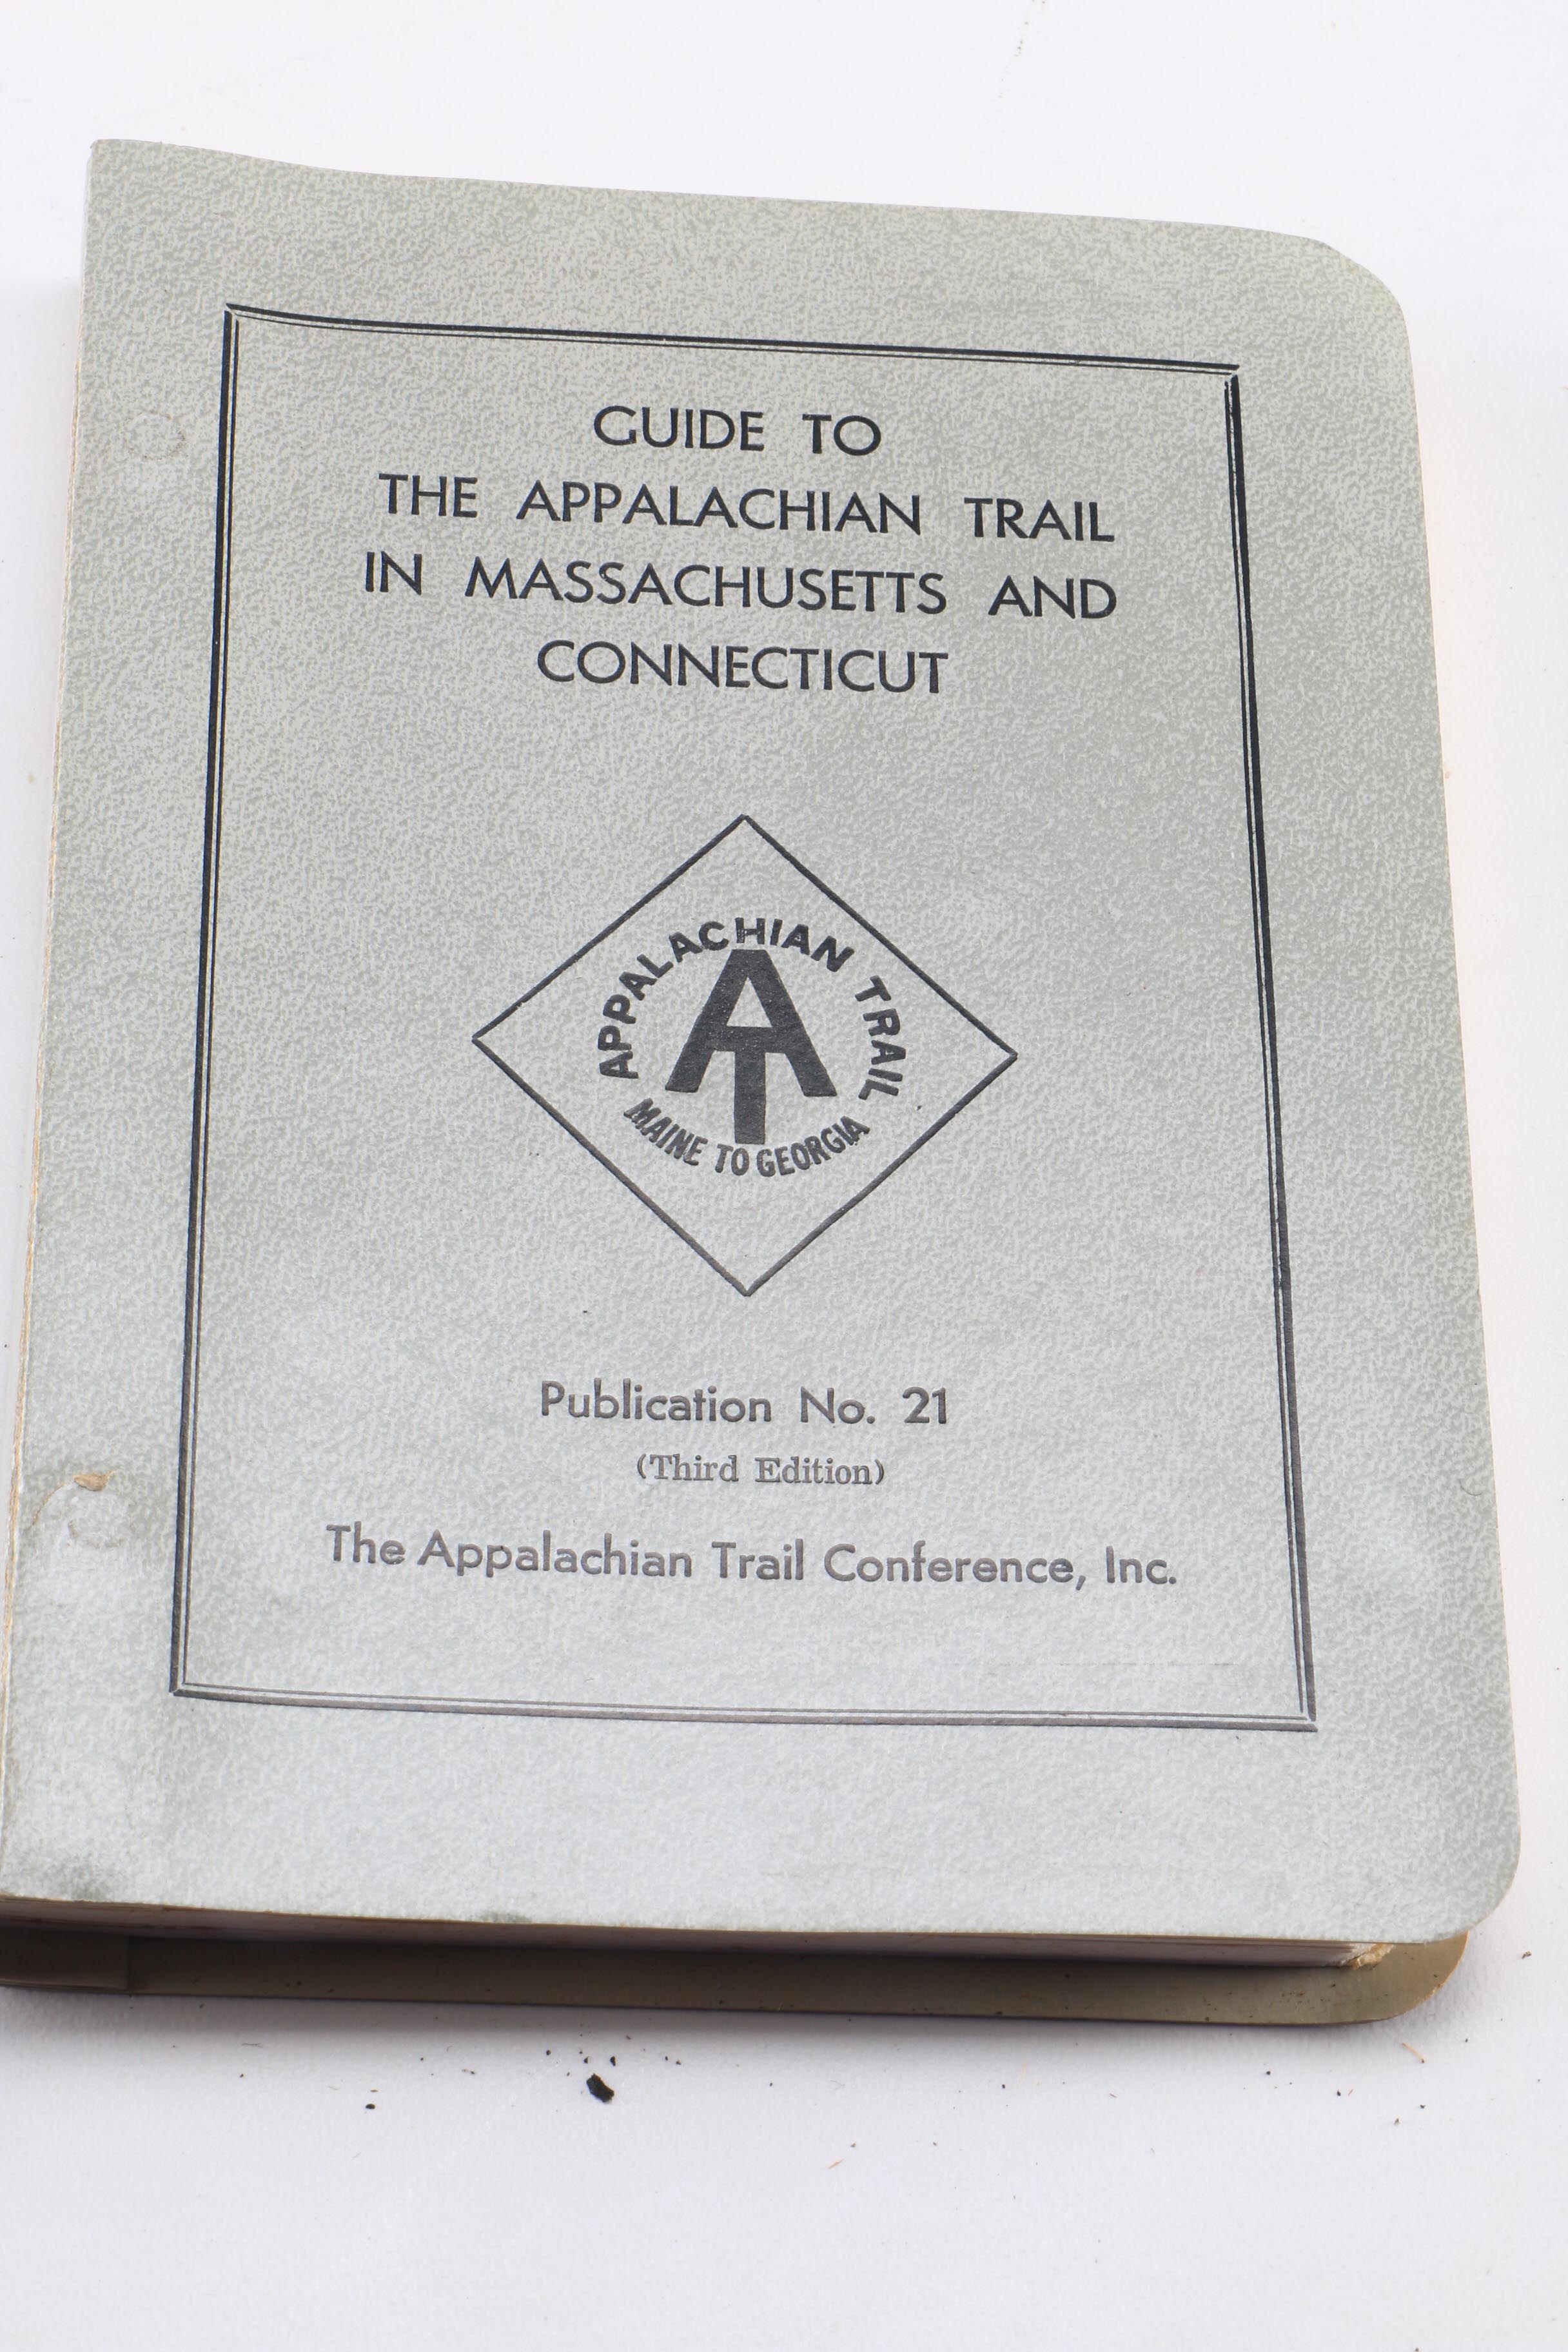 GUIDE TO
THE APPALACHIAN TRAIL
IN MASSACHUSETTS AND
CONNECTICUT
APPALACHIAN TRAIL
AT
MAINE TO GEORGIA
Publication No. 21
(Third Edition)
The Appalachian Trail Conference, Inc.